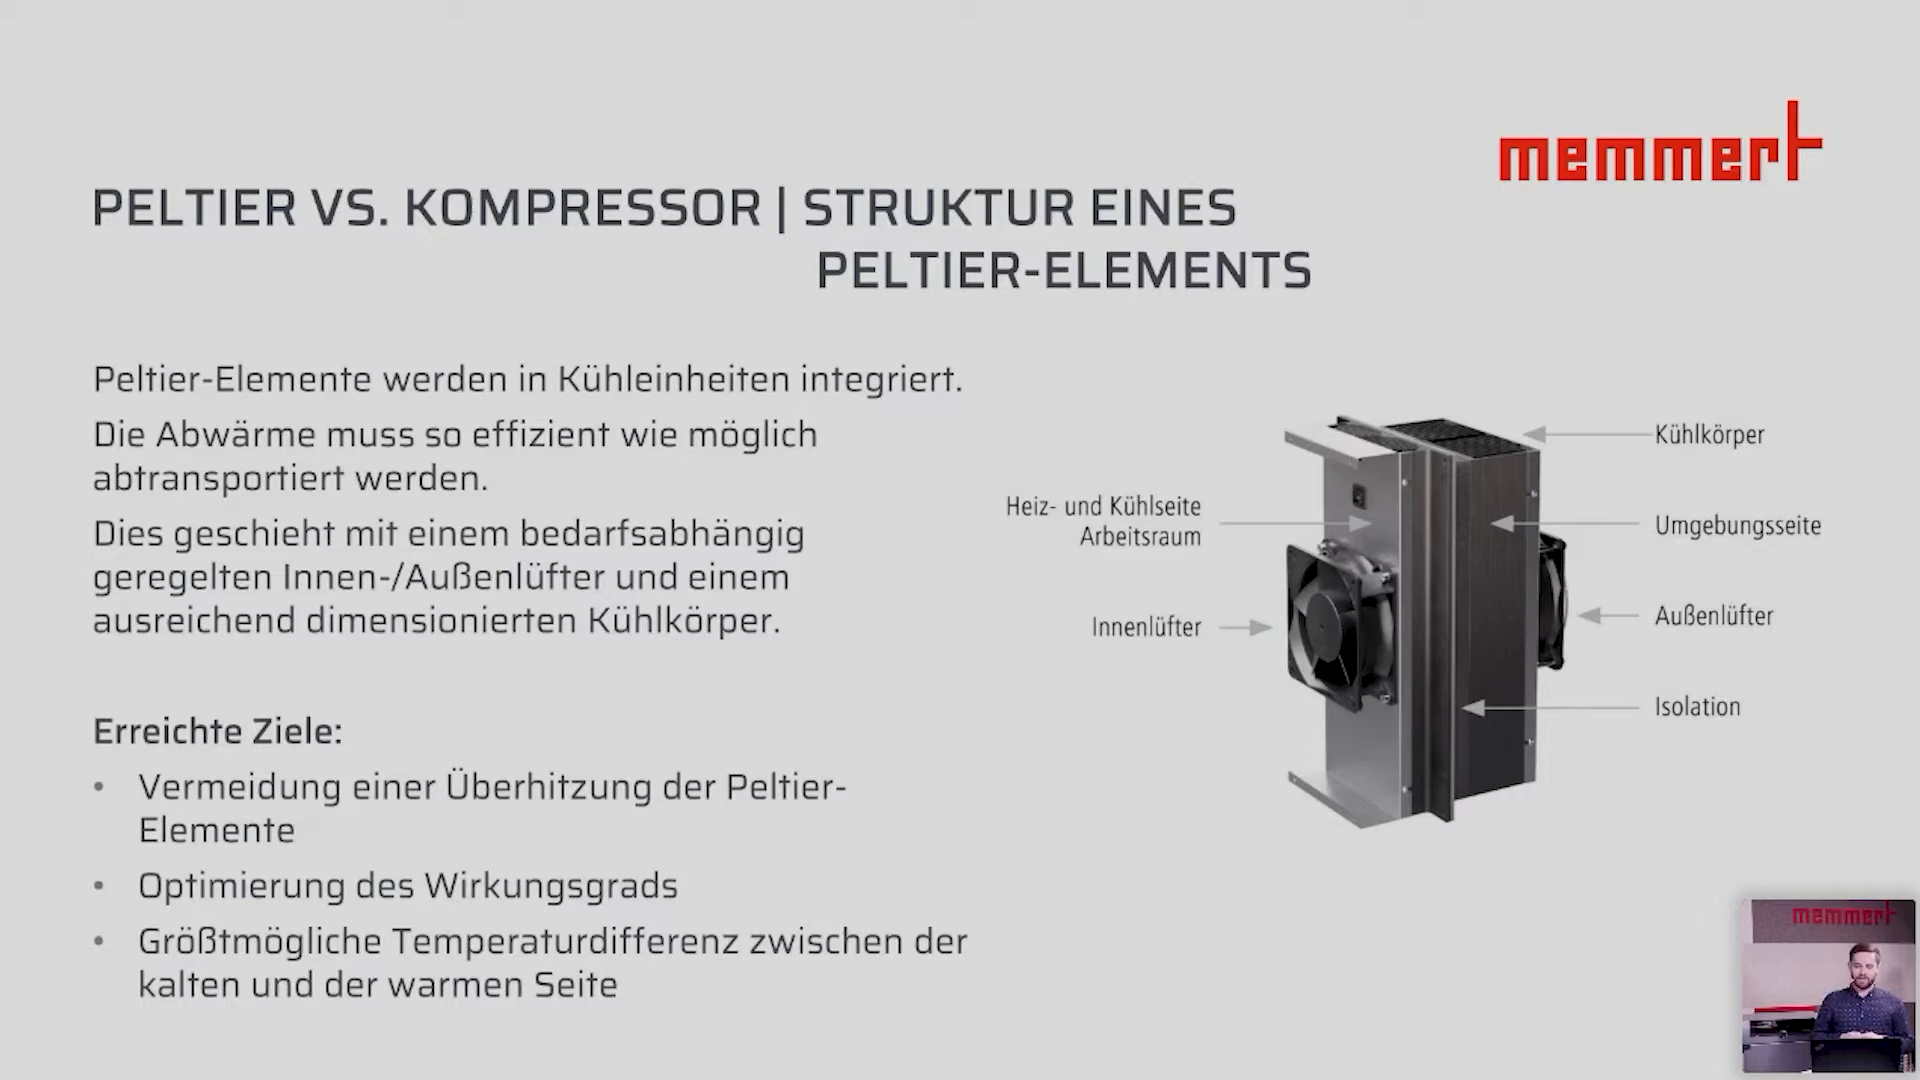 memmert
PELTIER VS. KOMPRESSOR | STRUKTUR EINES
PELTIER-ELEMENTS
Peltier-Elemente werden in Kühleinheiten integriert.
Die Abwärme muss so effizient wie möglich
abtransportiert werden.
Dies geschieht mit einem bedarfsabhängig
geregelten Innen-/Außenlüfter und einem
ausreichend dimensionierten Kühlkörper.
Erreichte Ziele:
• Vermeidung einer Überhitzung der Peltier-
Elemente
• Optimierung des Wirkungsgrads
• Größtmögliche Temperaturdifferenz zwischen der
kalten und der warmen Seite
Heiz- und Kühlseite
Arbeitsraum
Innenlüfter
Kühlkörper
Umgebungsseite
Außenlüfter
Isolation
memmert